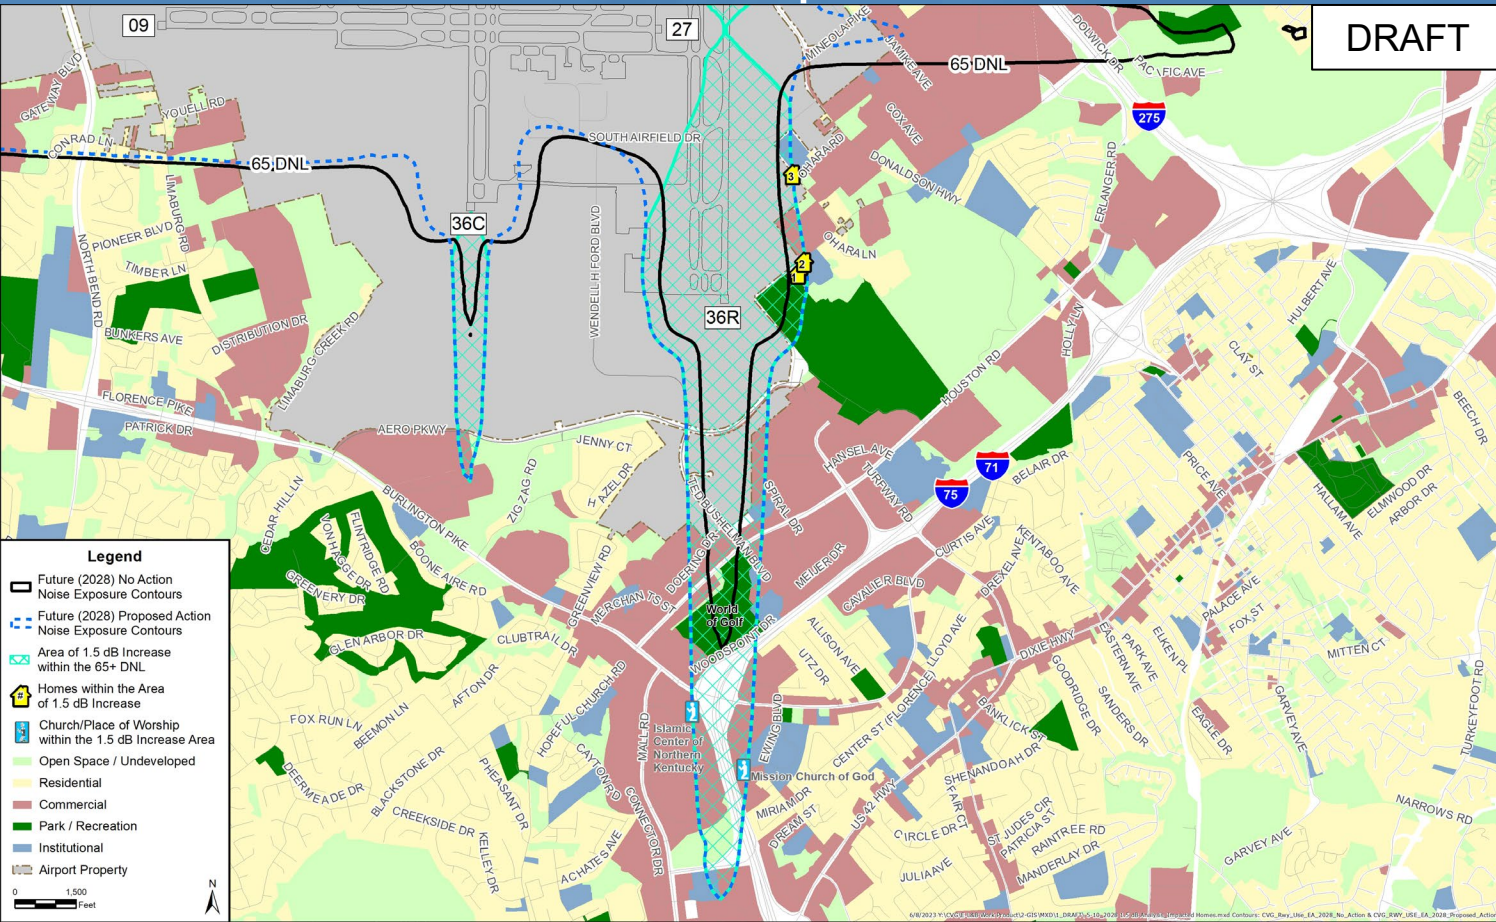 09
27
DRAFT
MINEOLA PIKE
JAMIKE AVE
DOLWICK DR
PACIFIC AVE
65 DNL
275
GATEWAY BLVD
YOUELL RD
CONRAD LN
SOUTH AIRFIELD DR
COX AVE
OHARA RD
DONALDSON HWY
ERLANGER RD
65 DNL
3
LIMABURG RD
36C
WENDELL H FORD BLVD
PIONEER BLVD
TIMBER LN
NORTH BEND RD
OHARA LN
2
1
HULBERT AVE
36R
BUNKERS AVE
DISTRIBUTION DR
LIMABURG CREEK RD
HOLLY LN
CLAY ST
HOUSTON RD
FLORENCE PIKE
PATRICK DR
AERO PKWY
JENNY CT
BEECH DR
HANSEL AVE
TURFWAY RD
71
75
BELAIR DR
PRICE AVE
HAZEL DR
ZIG ZAG RD
TED BUSHELMAN BLVD
SPIRAL DR
ELMWOOD DR
ARBOR DR
HALLAM AVE
CEDAR HILL LN
BURLINGTON PIKE
VON HAGGE DR
FLINTRIDGE RD
BOONE AIRE RD
GREENERY DR
GREENVIEW RD
DOERING DR
MEIJER DR
CURTIS AVE
KENTABOO AVE
DREXEL AVE
CAVALIER BLVD
MERCHANTS ST
World
of Golf
WOODSPOINT DR
ALLISON AVE
UTZ DR
LLOYD AVE
PALACE AVE
FOX ST
GLEN ARBOR DR
CLUBTRAIL DR
DIXIE HWY
EASTERN AVE
PARK AVE
ELKEN PL
MITTEN CT
AFTON DR
HOPEFUL CHURCH RD
GOODRIDGE DR
SANDERS DR
EAGLE DR
GARVEY AVE
TURKEYFOOT RD
FOX RUN LN
BEEMON LN
MALL RD
Islamic
Center of
Northern
Kentucky
EWING BLVD
CENTER ST (FLORENCE)
BANKLICK ST
SHENANDOAH DR
DEERMEADE DR
BLACKSTONE DR
PHEASANT DR
CAYTON RD
CONNECTOR DR
Mission Church of God
MIRIAM DR
DREAM ST
US 42 HWY
FAIR CT
CREEKSIDE DR
KELLEY DR
ACHATES AVE
CIRCLE DR
ST JUDES CIR
PATRICIA ST
RAINTREE RD
MANDERLAY DR
JULIA AVE
GARVEY AVE
NARROWS RD
Legend
Future (2028) No Action
Noise Exposure Contours
Future (2028) Proposed Action
Noise Exposure Contours
Area of 1.5 dB Increase
within the 65+ DNL
#
Homes within the Area
of 1.5 dB Increase
Church/Place of Worship
within the 1.5 dB Increase Area
Open Space / Undeveloped
Residential
Commercial
Park / Recreation
Institutional
Airport Property
0 1,500
Feet
N